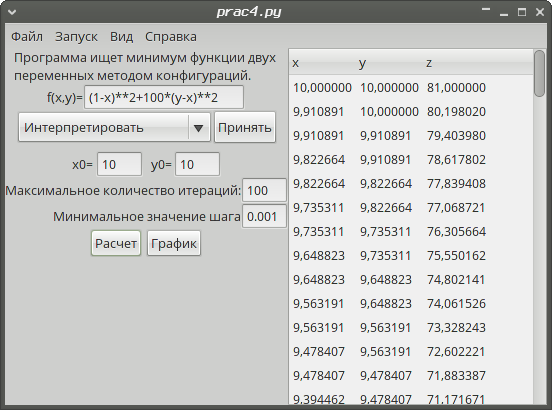 prac4.py
Файл Запуск Вид Справка
Программа ищет минимум функции двух
переменных методом конфигураций.
f(x,y)= (1-x)**2+100*(y-x)**2
Интерпретировать Принять
x0= 10 y0= 10
Максимальное количество итераций: 100
Минимальное значение шага 0.001
Расчет График
x y z
10,000000 10,000000 81,000000
9,910891 10,000000 80,198020
9,910891 9,910891 79,403980
9,822664 9,910891 78,617802
9,822664 9,822664 77,839408
9,735311 9,822664 77,068721
9,735311 9,735311 76,305664
9,648823 9,735311 75,550162
9,648823 9,648823 74,802141
9,563191 9,648823 74,061526
9,563191 9,563191 73,328243
9,478407 9,563191 72,602221
9,478407 9,478407 71,883387
9,394462 9,478407 71,171671